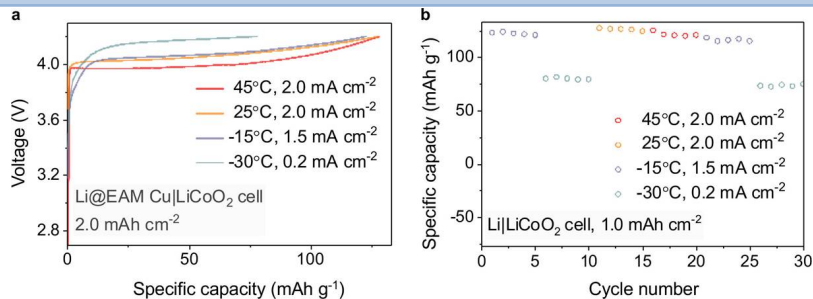 a
Voltage (V)
4.0
3.6
3.2
2.8
45°C, 2.0 mA cm⁻²
25°C, 2.0 mA cm⁻²
-15°C, 1.5 mA cm⁻²
-30°C, 0.2 mA cm⁻²
Li@EAM Cu|LiCoO₂ cell
2.0 mAh cm⁻²
0 50 100
Specific capacity (mAh g⁻¹)
b
Specific capacity (mAh g⁻¹)
100
50
0
-50
45°C, 2.0 mA cm⁻²
25°C, 2.0 mA cm⁻²
-15°C, 1.5 mA cm⁻²
-30°C, 0.2 mA cm⁻²
Li|LiCoO₂ cell, 1.0 mAh cm⁻²
0 5 10 15 20 25 30
Cycle number